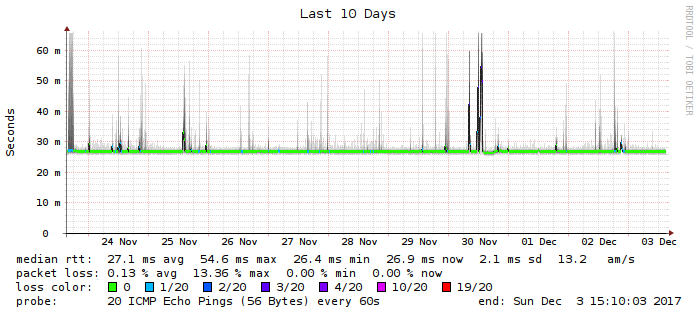 Last 10 Days
RRDTOOL / TOBI OETIKER
Seconds
60 m
50 m
40 m
30 m
20 m
10 m
0
24 Nov 25 Nov 26 Nov 27 Nov 28 Nov 29 Nov 30 Nov 01 Dec 02 Dec 03 Dec
median rtt: 27.1 ms avg 54.6 ms max 26.4 ms min 26.9 ms now 2.1 ms sd 13.2 am/s
packet loss: 0.13 % avg 13.36 % max 0.00 % min 0.00 % now
loss color: 0 1/20 2/20 3/20 4/20 10/20 19/20
probe: 20 ICMP Echo Pings (56 Bytes) every 60s end: Sun Dec 3 15:10:03 2017